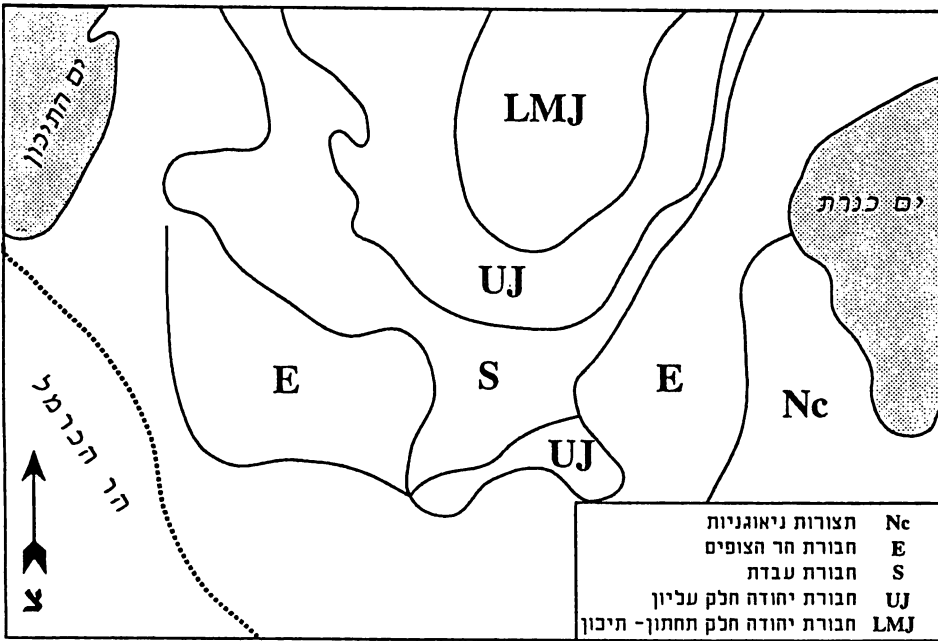 ים התיכון
LMJ
ים כנרת
UJ
E
S
E
Nc
הר הכרמל
UJ
צ
Nc תצורות ניאוגניות
E חבורת הר הצופים
S חבורת עבדת
UJ חבורת יהודה חלק עליון
LMJ חבורת יהודה חלק תחתון - תיכון